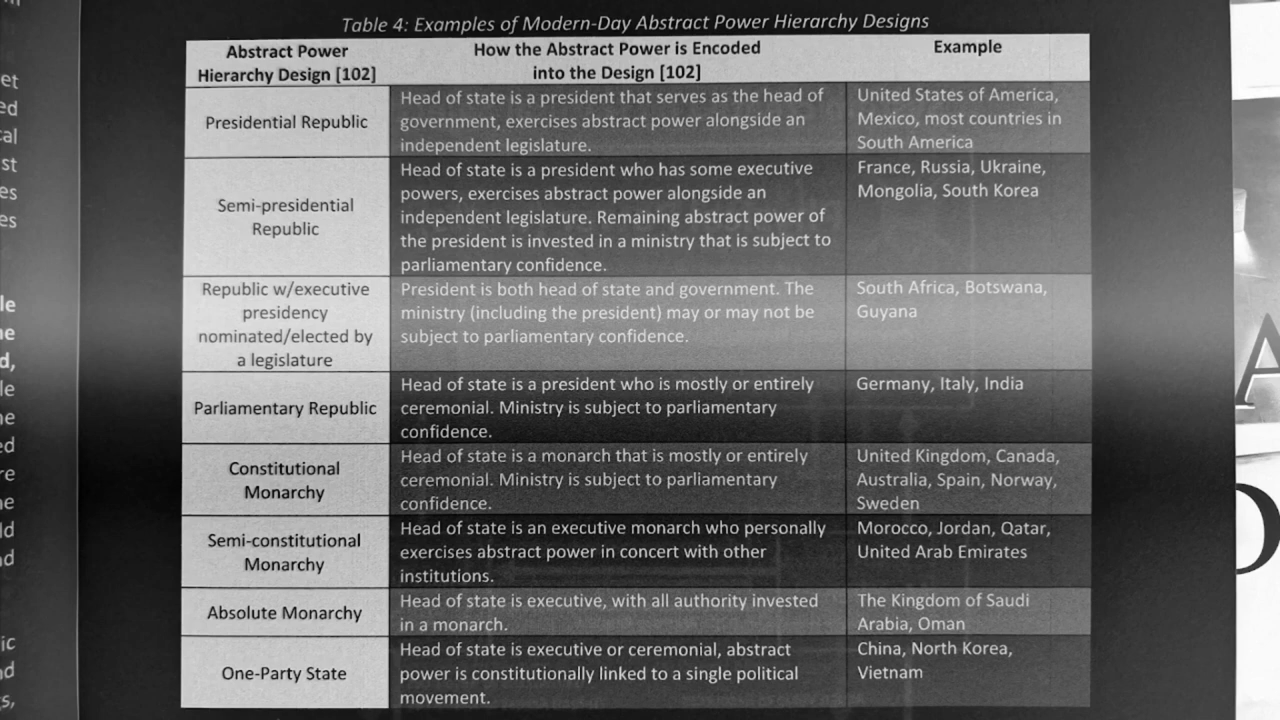 Table 4: Examples of Modern-Day Abstract Power Hierarchy Designs
Abstract Power
Hierarchy Design [102]
How the Abstract Power is Encoded
into the Design [102]
Example
Presidential Republic
Head of state is a president that serves as the head of
government, exercises abstract power alongside an
independent legislature.
United States of America,
Mexico, most countries in
South America
Semi-presidential
Republic
Head of state is a president who has some executive
powers, exercises abstract power alongside an
independent legislature. Remaining abstract power of
the president is invested in a ministry that is subject to
parliamentary confidence.
France, Russia, Ukraine,
Mongolia, South Korea
Republic w/executive
presidency
nominated/elected by
a legislature
President is both head of state and government. The
ministry (including the president) may or may not be
subject to parliamentary confidence.
South Africa, Botswana,
Guyana
Parliamentary Republic
Head of state is a president who is mostly or entirely
ceremonial. Ministry is subject to parliamentary
confidence.
Germany, Italy, India
Constitutional
Monarchy
Head of state is a monarch that is mostly or entirely
ceremonial. Ministry is subject to parliamentary
confidence.
United Kingdom, Canada,
Australia, Spain, Norway,
Sweden
Semi-constitutional
Monarchy
Head of state is an executive monarch who personally
exercises abstract power in concert with other
institutions.
Morocco, Jordan, Qatar,
United Arab Emirates
Absolute Monarchy
Head of state is executive, with all authority invested
in a monarch.
The Kingdom of Saudi
Arabia, Oman
One-Party State
Head of state is executive or ceremonial, abstract
power is constitutionally linked to a single political
movement.
China, North Korea,
Vietnam